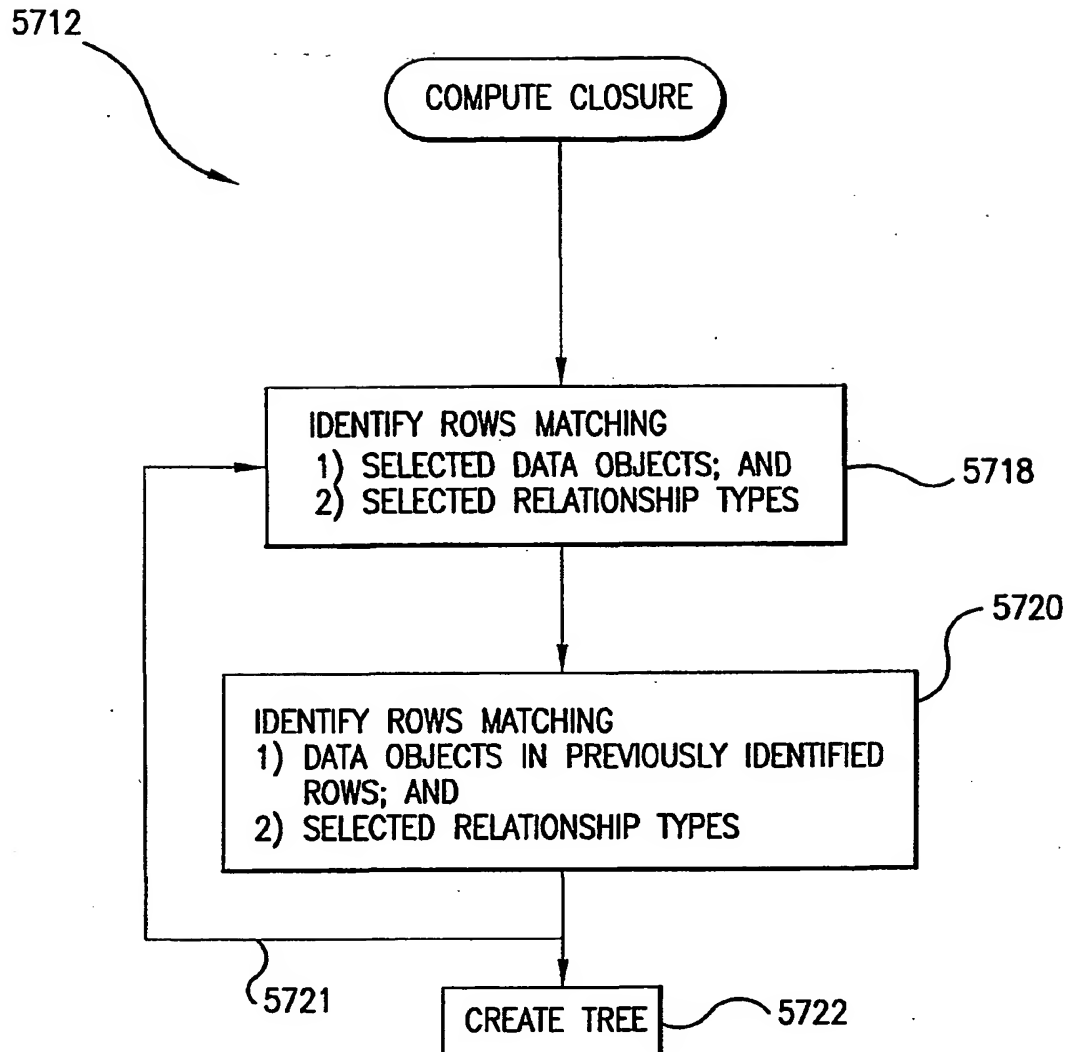 5712
COMPUTE CLOSURE
IDENTIFY ROWS MATCHING
1) SELECTED DATA OBJECTS; AND
2) SELECTED RELATIONSHIP TYPES
5718
5720
IDENTIFY ROWS MATCHING
1) DATA OBJECTS IN PREVIOUSLY IDENTIFIED
ROWS; AND
2) SELECTED RELATIONSHIP TYPES
5721
CREATE TREE
5722